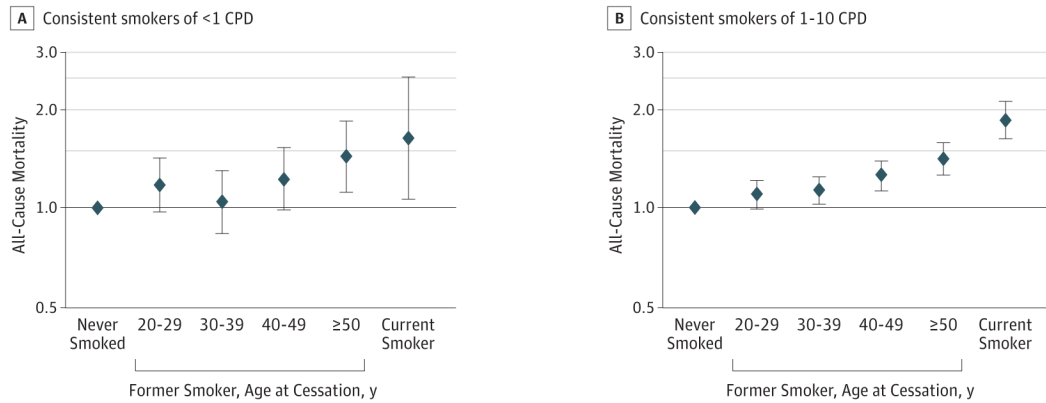 A Consistent smokers of <1 CPD
3.0
2.0
1.0
0.5
All-Cause Mortality
Never Smoked
20-29
30-39
40-49
≥50
Current Smoker
Former Smoker, Age at Cessation, y
B Consistent smokers of 1-10 CPD
3.0
2.0
1.0
0.5
All-Cause Mortality
Never Smoked
20-29
30-39
40-49
≥50
Current Smoker
Former Smoker, Age at Cessation, y